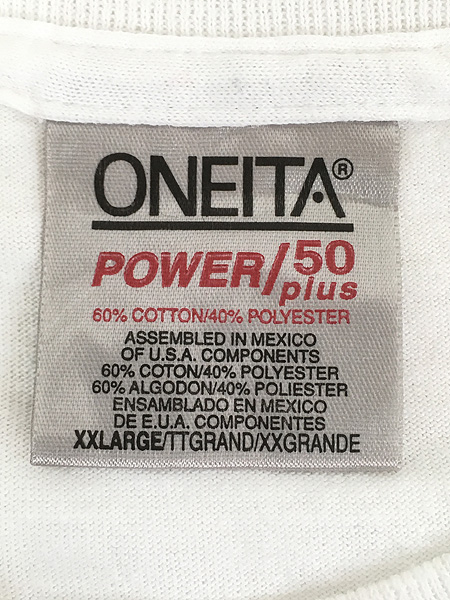 ONEITA®
POWER/50 plus
60% COTTON/40% POLYESTER
ASSEMBLED IN MEXICO
OF U.S.A. COMPONENTS
60% COTON/40% POLYESTER
60% ALGODON/40% POLIESTER
ENSAMBLADO EN MEXICO
DE E.U.A. COMPONENTES
XXLARGE/TTGRAND/XXGRANDE